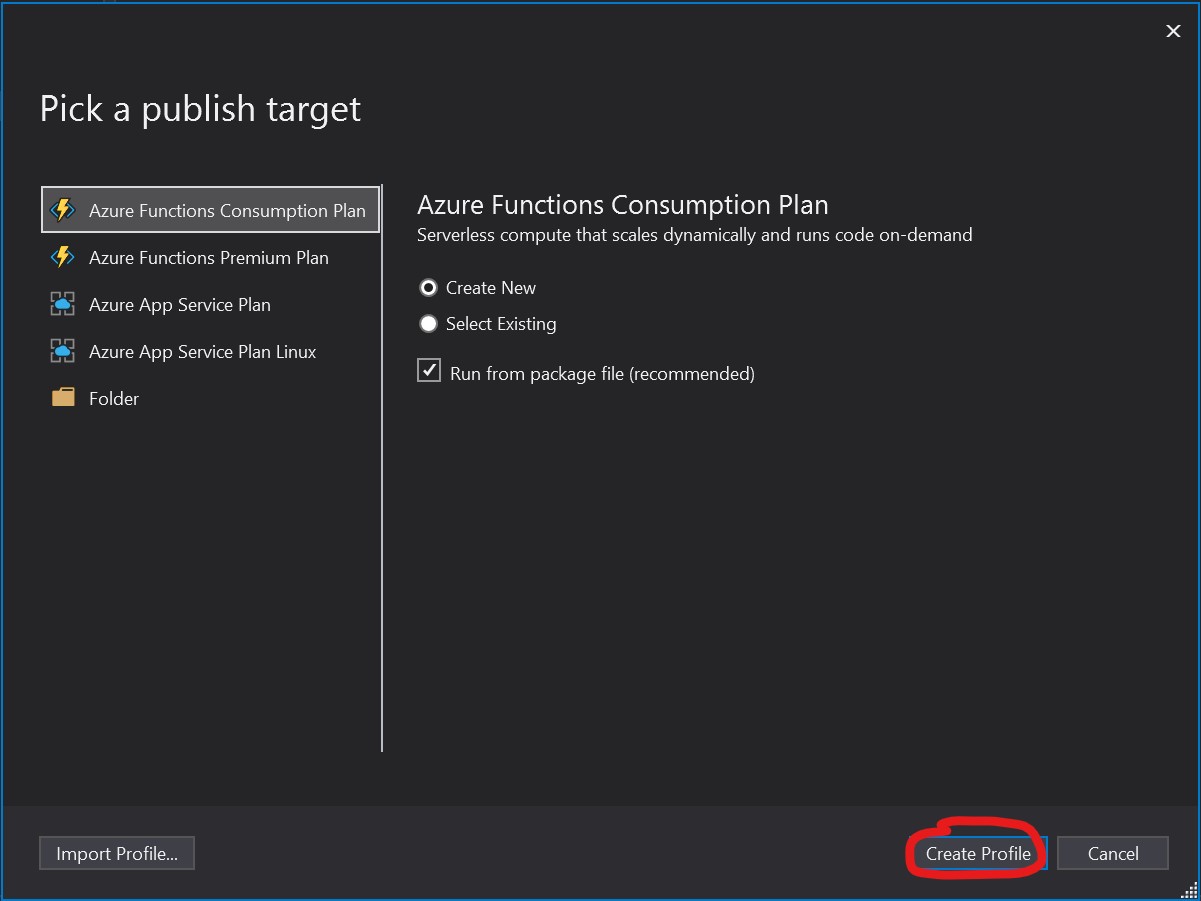 Pick a publish target
Azure Functions Consumption Plan
Azure Functions Premium Plan
Azure App Service Plan
Azure App Service Plan Linux
Folder
Azure Functions Consumption Plan
Serverless compute that scales dynamically and runs code on-demand
Create New
Select Existing
Run from package file (recommended)
Import Profile...
Create Profile
Cancel